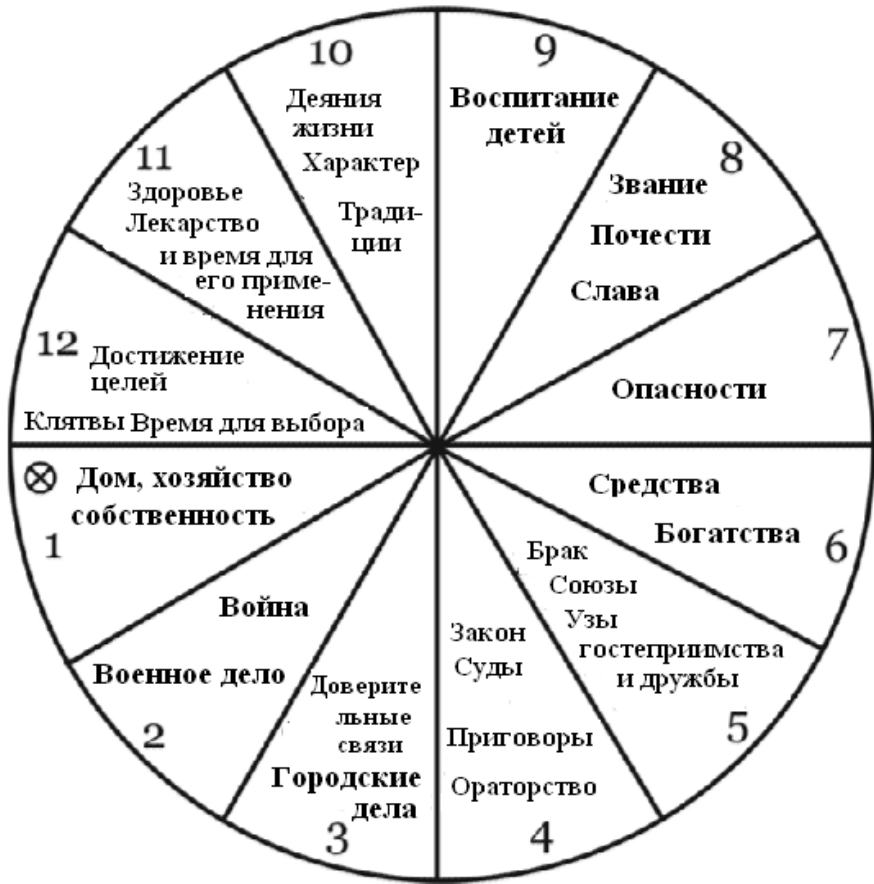 10
Деяния
жизни
Характер
Тради-
ции
9
Воспитание
детей
8
Звание
Почести
Слава
7
Опасности
11
Здоровье
Лекарство
и время для
его приме-
нения
12
Достижение
целей
Клятвы Время для выбора
Дом, хозяйство
собственность
1
Война
Военное дело
2
Доверите
льные
связи
Городские
дела
3
Закон
Суды
Приговоры
Ораторство
4
Брак
Союзы
Узы
гостеприимства
и дружбы
5
Средства
Богатства
6